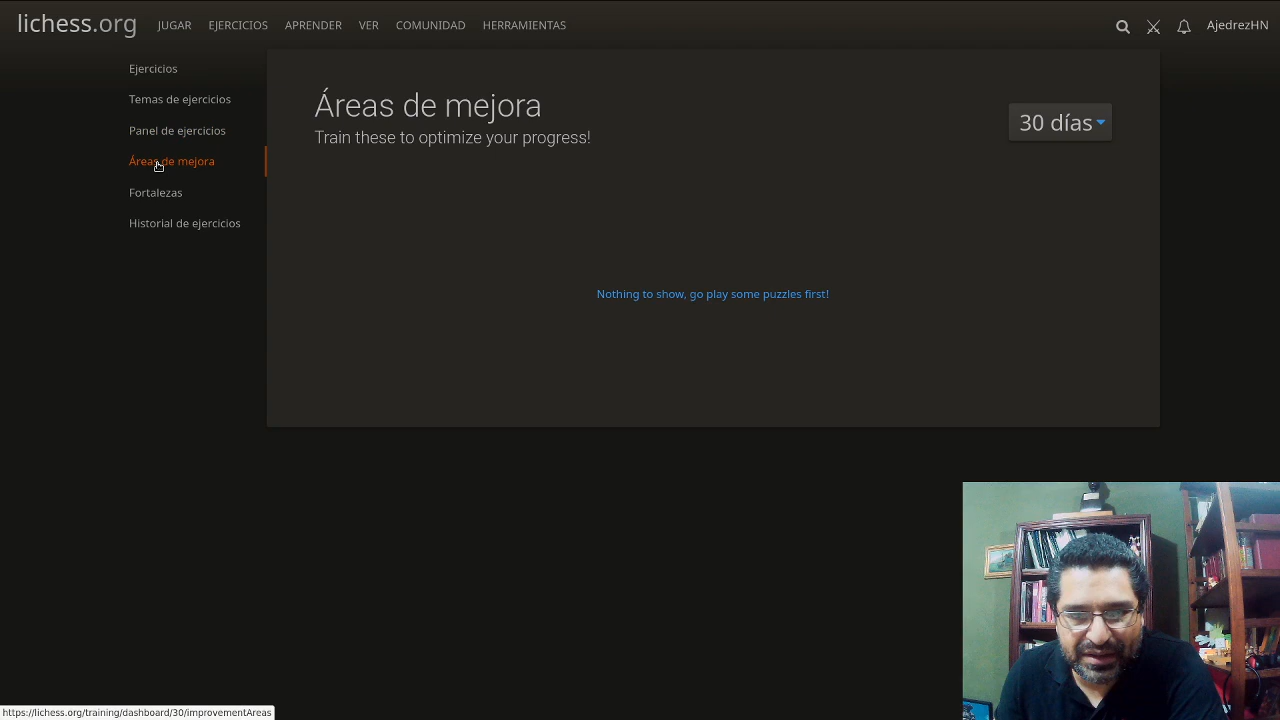 lichess.org
JUGAR EJERCICIOS APRENDER VER COMUNIDAD HERRAMIENTAS
AjedrezHN
Ejercicios
Temas de ejercicios
Panel de ejercicios
Áreas de mejora
Fortalezas
Historial de ejercicios
Áreas de mejora
Train these to optimize your progress!
30 días
Nothing to show, go play some puzzles first!
https://lichess.org/training/dashboard/30/improvementAreas